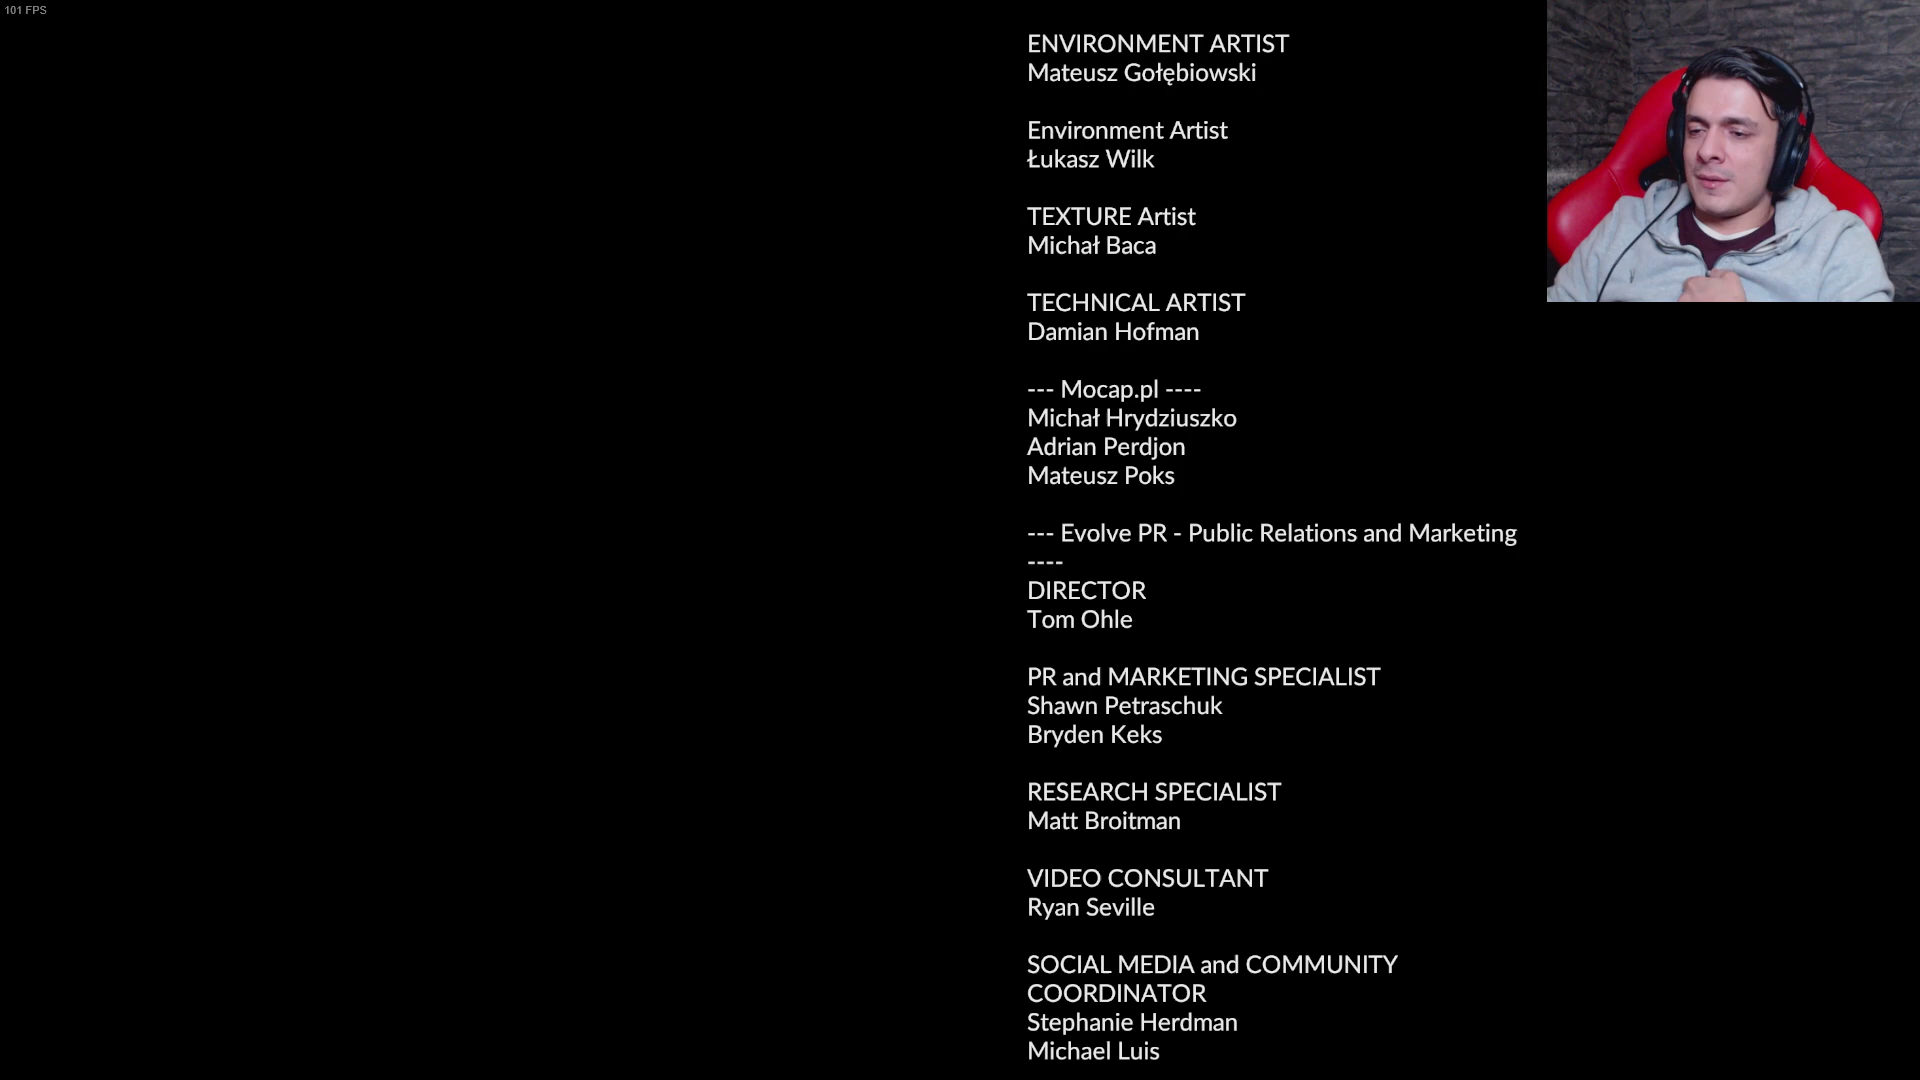 101 FPS
ENVIRONMENT ARTIST
Mateusz Gołębiowski
Environment Artist
Łukasz Wilk
TEXTURE Artist
Michał Baca
TECHNICAL ARTIST
Damian Hofman
--- Mocap.pl ----
Michał Hrydziuszko
Adrian Perdjon
Mateusz Poks
--- Evolve PR - Public Relations and Marketing
----
DIRECTOR
Tom Ohle
PR and MARKETING SPECIALIST
Shawn Petraschuk
Bryden Keks
RESEARCH SPECIALIST
Matt Broitman
VIDEO CONSULTANT
Ryan Seville
SOCIAL MEDIA and COMMUNITY
COORDINATOR
Stephanie Herdman
Michael Luis